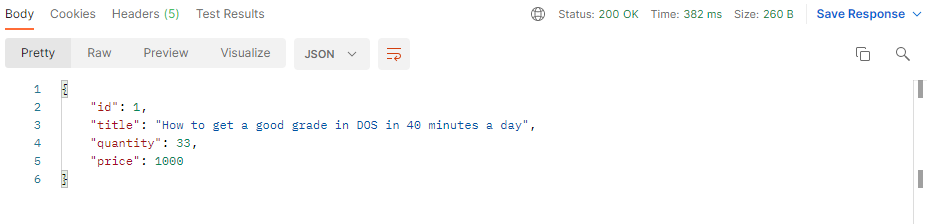 Body Cookies Headers (5) Test Results Status: 200 OK Time: 382 ms Size: 260 B Save Response
Pretty Raw Preview Visualize JSON
1 {
2 "id": 1,
3 "title": "How to get a good grade in DOS in 40 minutes a day",
4 "quantity": 33,
5 "price": 1000
6 }